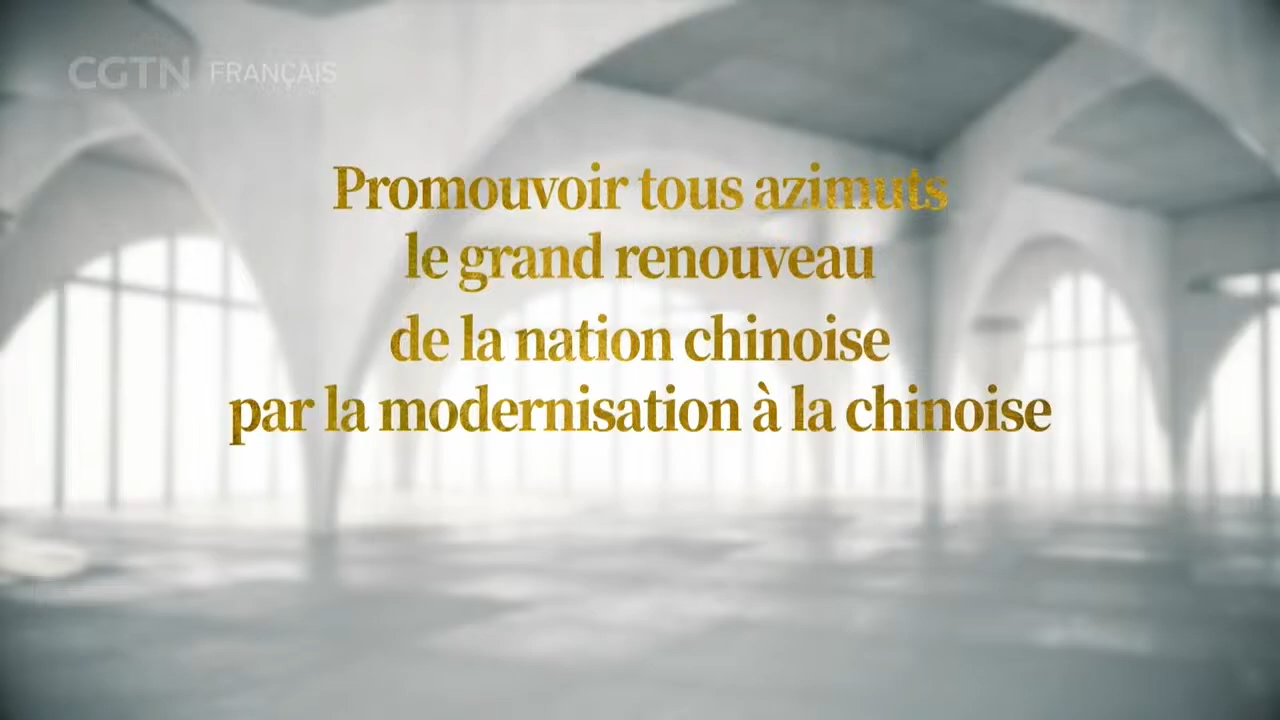 CGTN FRANÇAIS
Promouvoir tous azimuts
le grand renouveau
de la nation chinoise
par la modernisation à la chinoise